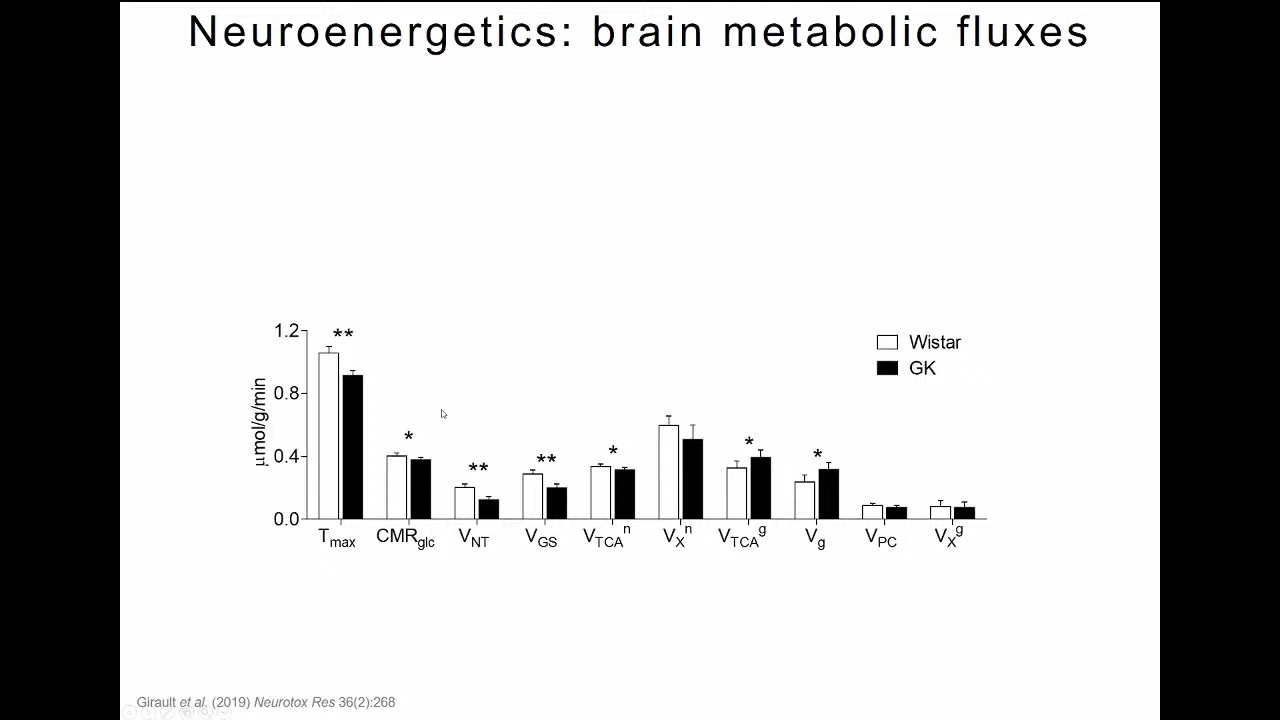 Neuroenergetics: brain metabolic fluxes
1.2
0.8
0.4
0.0
μmol/g/min
**
*
**
**
*
*
*
Wistar
GK
Tmax CMRglc VNT VGS VTCAn VXn VTCAg Vg VPC VXg
Girault et al. (2019) Neurotox Res 36(2):268